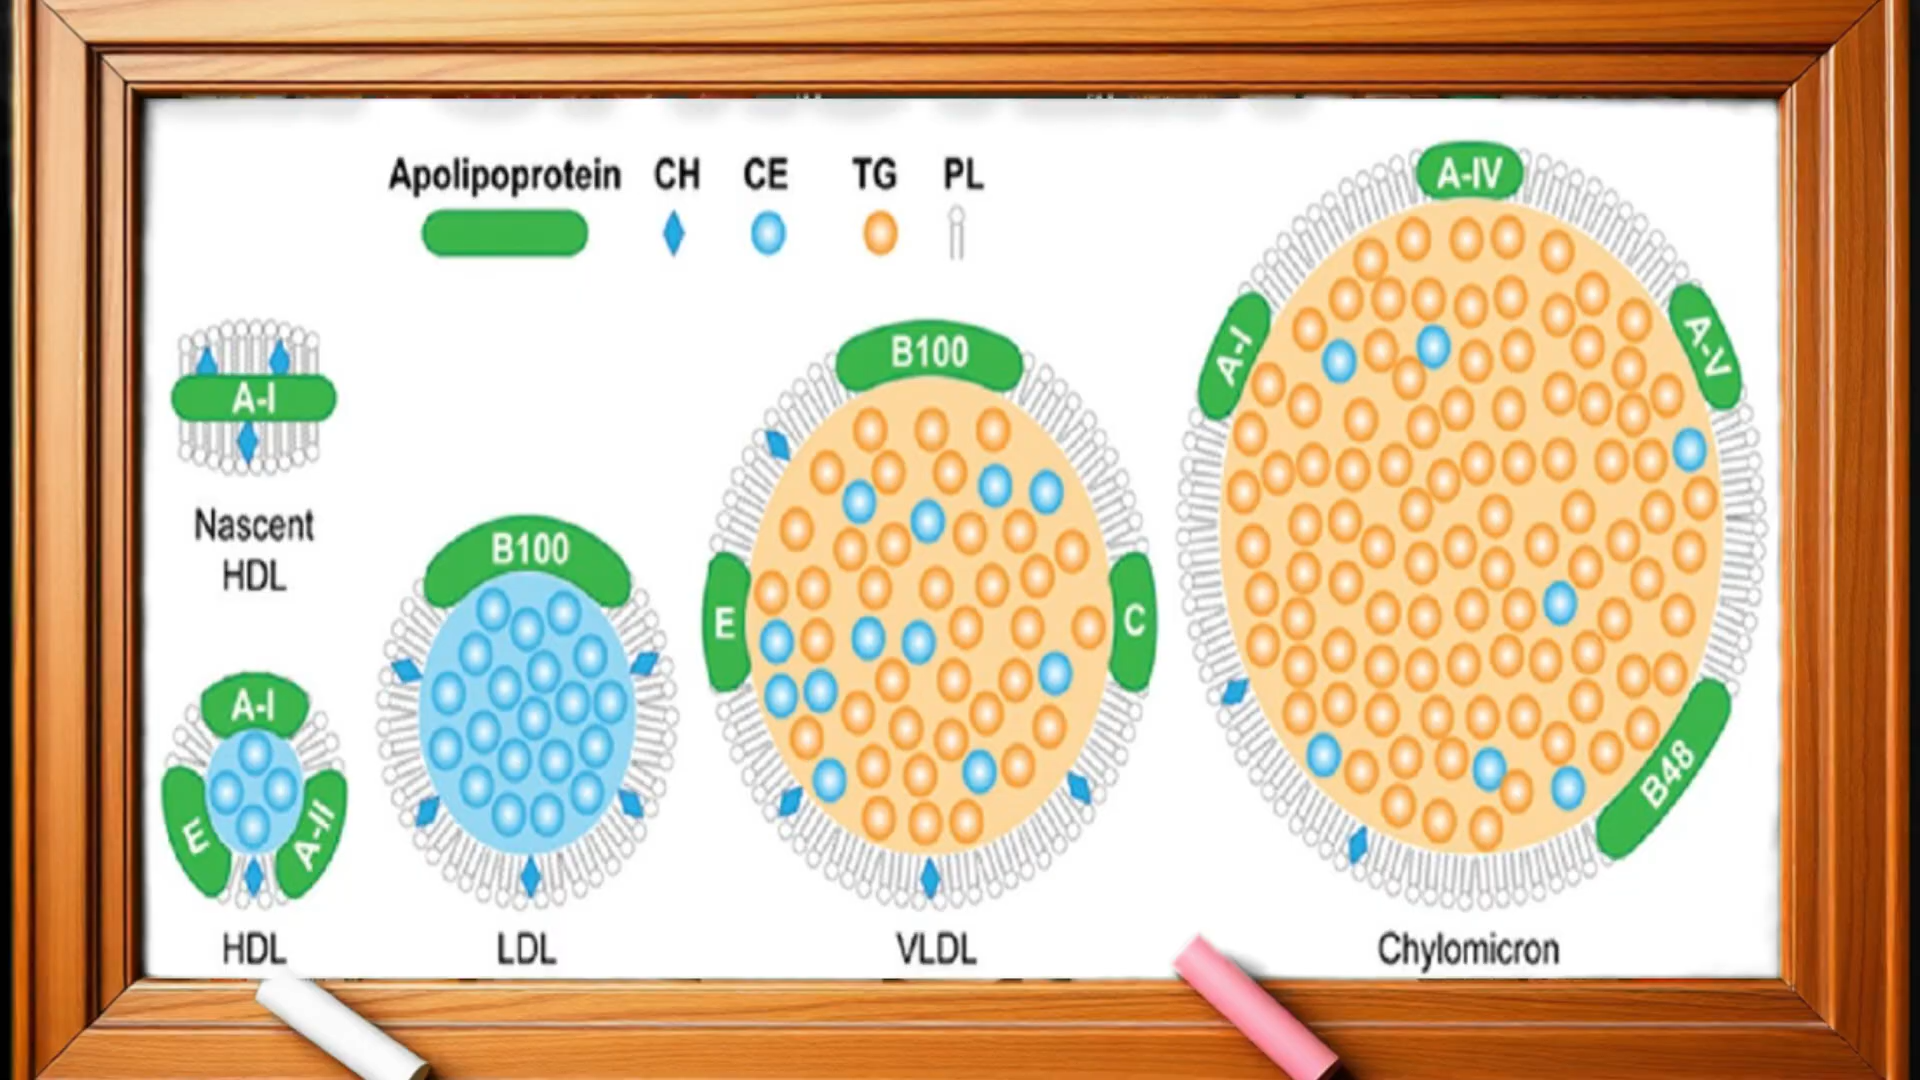 Apolipoprotein CH CE TG PL
A-I
Nascent
HDL
A-I
E
A-II
HDL
B100
LDL
B100
E
C
VLDL
A-IV
A-I
A-V
B48
Chylomicron